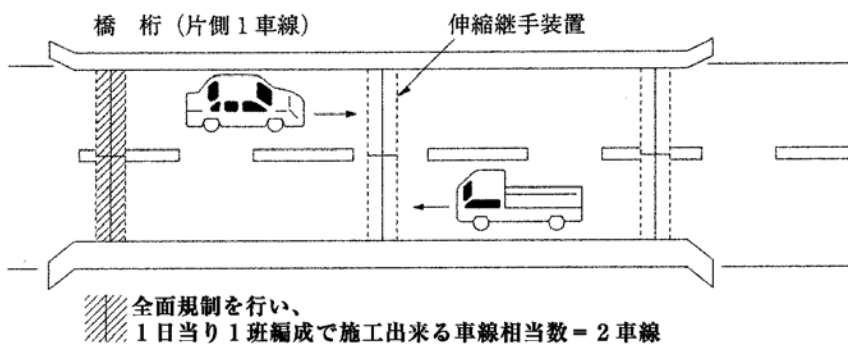 橋 桁（片側１車線）
伸縮継手装置
全面規制を行い、
１日当り１班編成で施工出来る車線相当数＝２車線